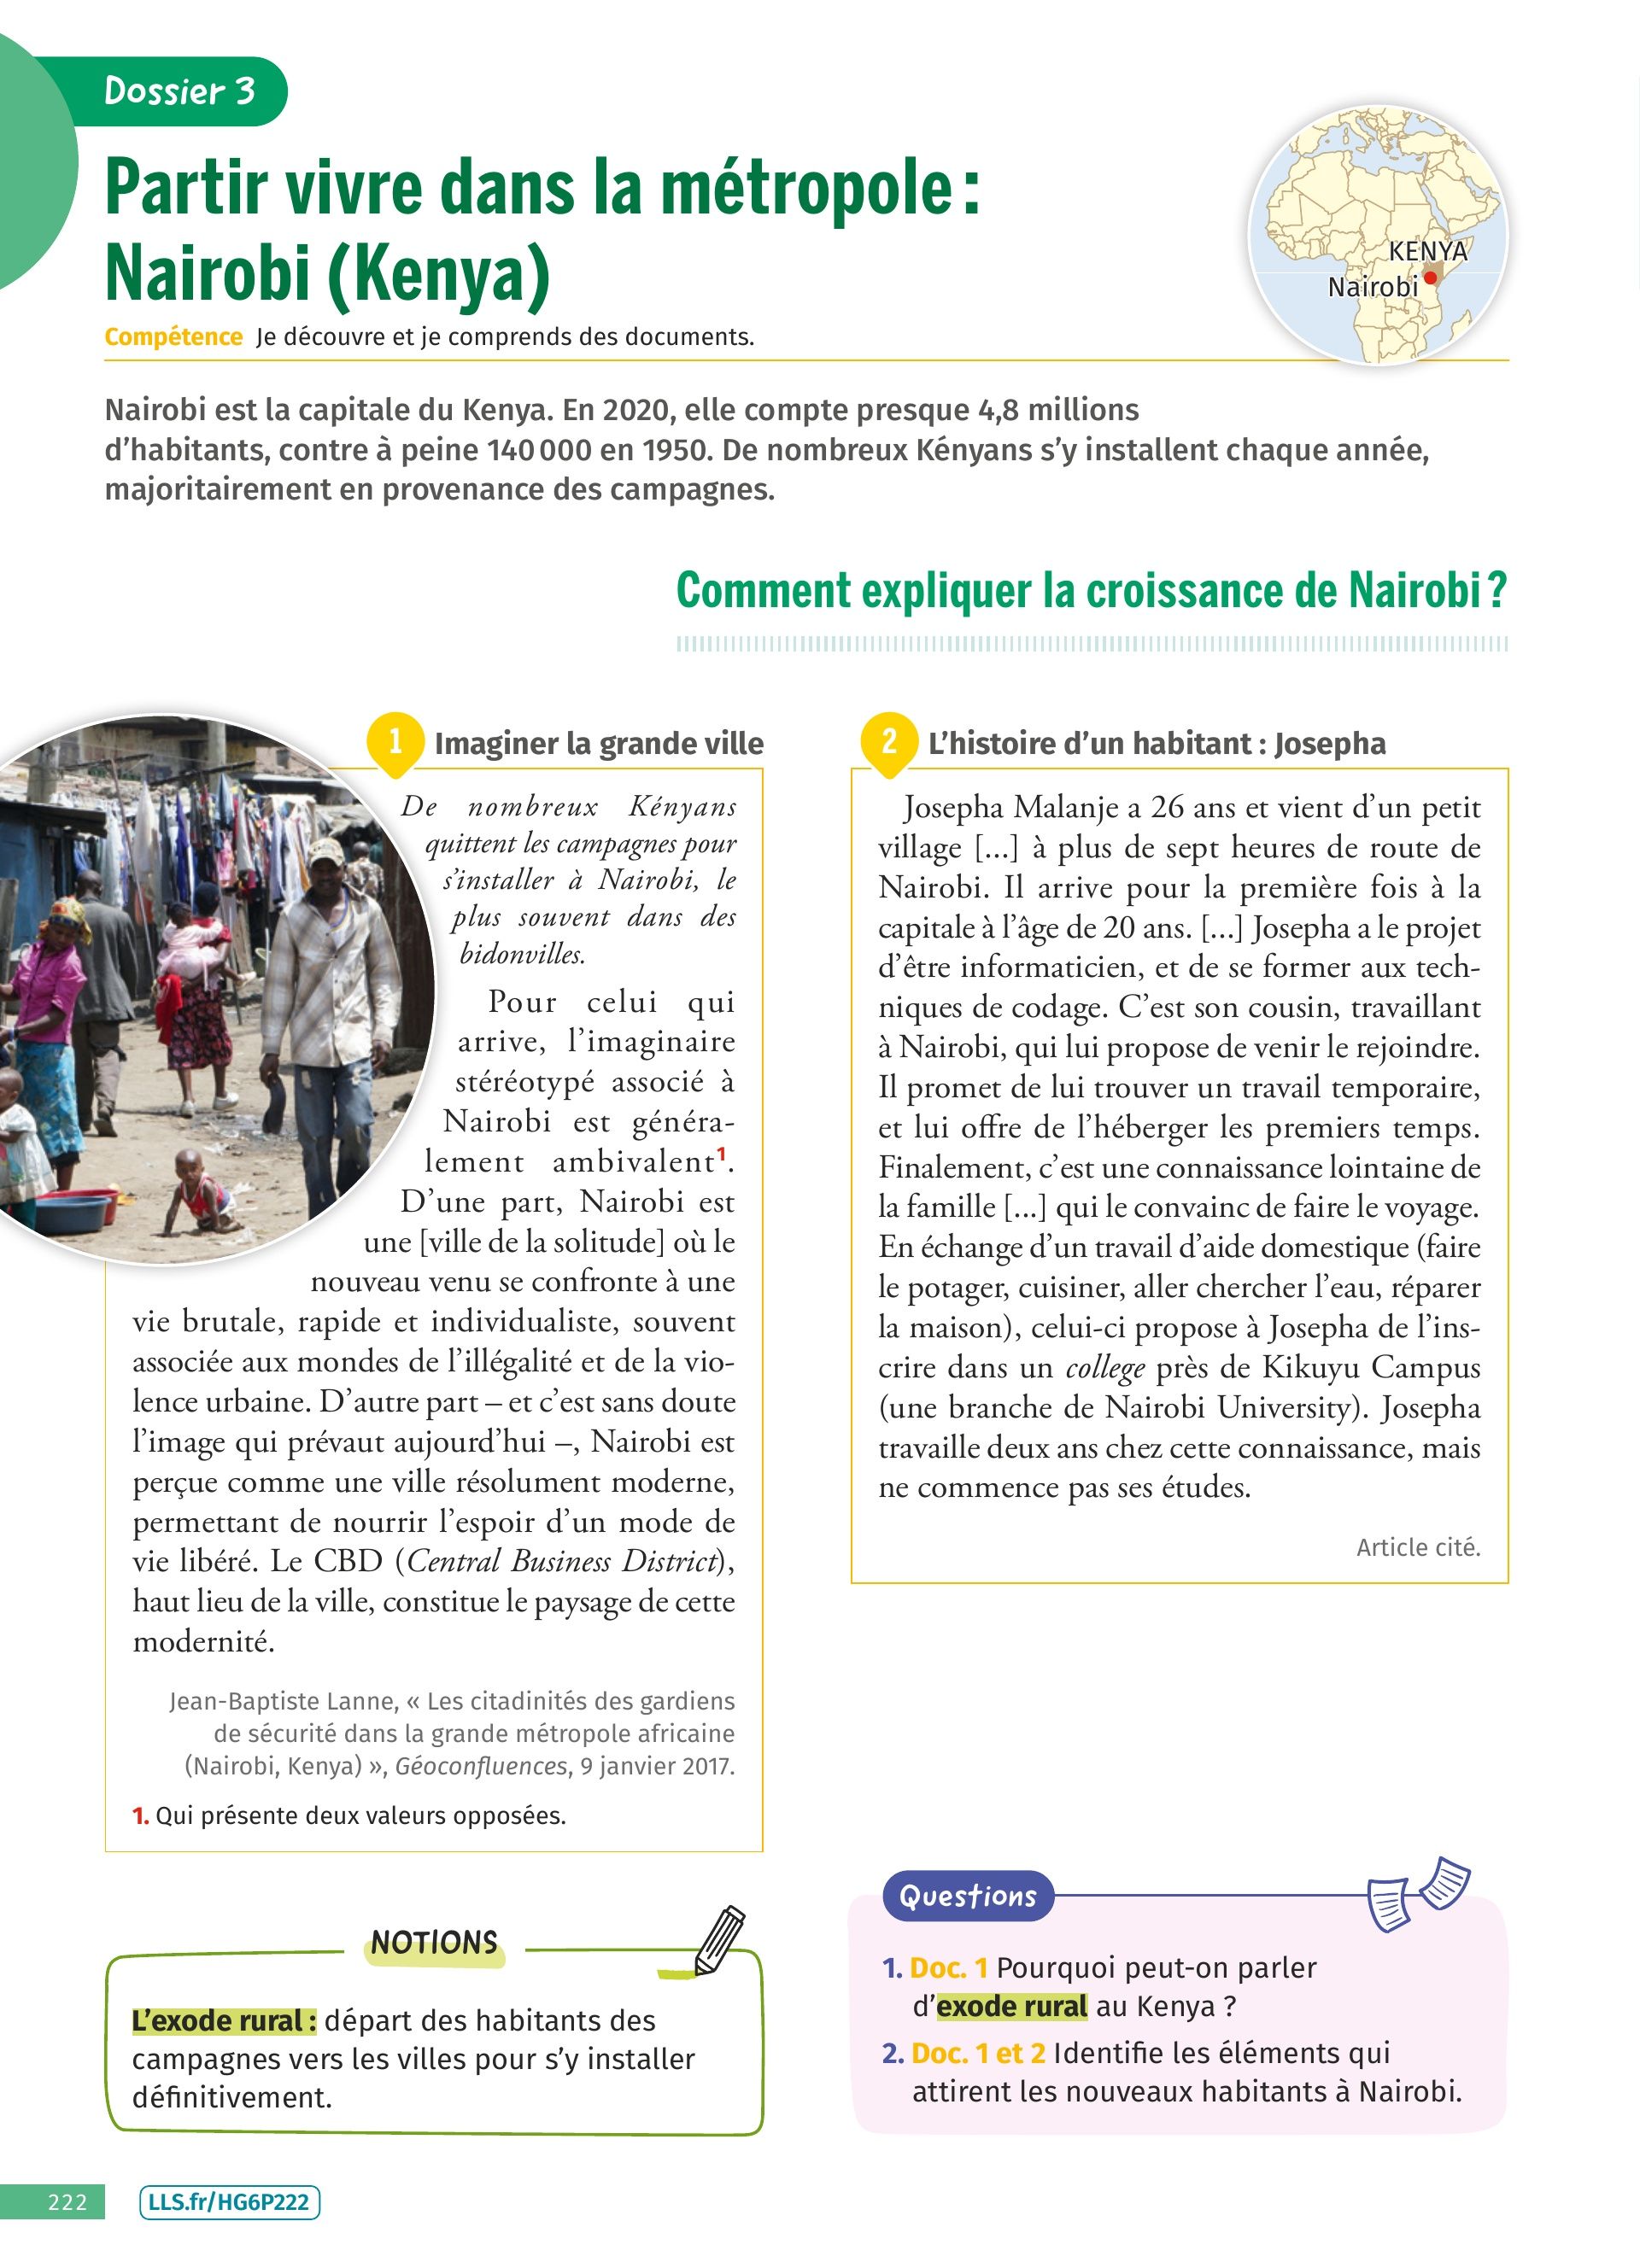 Dossier 3
Partir vivre dans la métropole :
Nairobi (Kenya)
KENYA
Nairobi
Compétence Je découvre et je comprends des documents.
Nairobi est la capitale du Kenya. En 2020, elle compte presque 4,8 millions
d’habitants, contre à peine 140 000 en 1950. De nombreux Kényans s’y installent chaque année,
majoritairement en provenance des campagnes.
Comment expliquer la croissance de Nairobi ?
1 Imaginer la grande ville
De nombreux Kényans
quittent les campagnes pour
s’installer à Nairobi, le
plus souvent dans des
bidonvilles.
Pour celui qui
arrive, l’imaginaire
stéréotypé associé à
Nairobi est généra-
lement ambivalent1.
D’une part, Nairobi est
une [ville de la solitude] où le
nouveau venu se confronte à une
vie brutale, rapide et individualiste, souvent
associée aux mondes de l’illégalité et de la vio-
lence urbaine. D’autre part – et c’est sans doute
l’image qui prévaut aujourd’hui –, Nairobi est
perçue comme une ville résolument moderne,
permettant de nourrir l’espoir d’un mode de
vie libéré. Le CBD (Central Business District),
haut lieu de la ville, constitue le paysage de cette
modernité.
Jean-Baptiste Lanne, « Les citadinités des gardiens
de sécurité dans la grande métropole africaine
(Nairobi, Kenya) », Géoconfluences, 9 janvier 2017.
1. Qui présente deux valeurs opposées.
2 L’histoire d’un habitant : Josepha
Josepha Malanje a 26 ans et vient d’un petit
village [...] à plus de sept heures de route de
Nairobi. Il arrive pour la première fois à la
capitale à l’âge de 20 ans. [...] Josepha a le projet
d’être informaticien, et de se former aux tech-
niques de codage. C’est son cousin, travaillant
à Nairobi, qui lui propose de venir le rejoindre.
Il promet de lui trouver un travail temporaire,
et lui offre de l’héberger les premiers temps.
Finalement, c’est une connaissance lointaine de
la famille [...] qui le convainc de faire le voyage.
En échange d’un travail d’aide domestique (faire
le potager, cuisiner, aller chercher l’eau, réparer
la maison), celui-ci propose à Josepha de l’ins-
crire dans un college près de Kikuyu Campus
(une branche de Nairobi University). Josepha
travaille deux ans chez cette connaissance, mais
ne commence pas ses études.
Article cité.
NOTIONS
L’exode rural : départ des habitants des
campagnes vers les villes pour s’y installer
définitivement.
Questions
1. Doc. 1 Pourquoi peut-on parler
d’exode rural au Kenya ?
2. Doc. 1 et 2 Identifie les éléments qui
attirent les nouveaux habitants à Nairobi.
222
LLS.fr/HG6P222